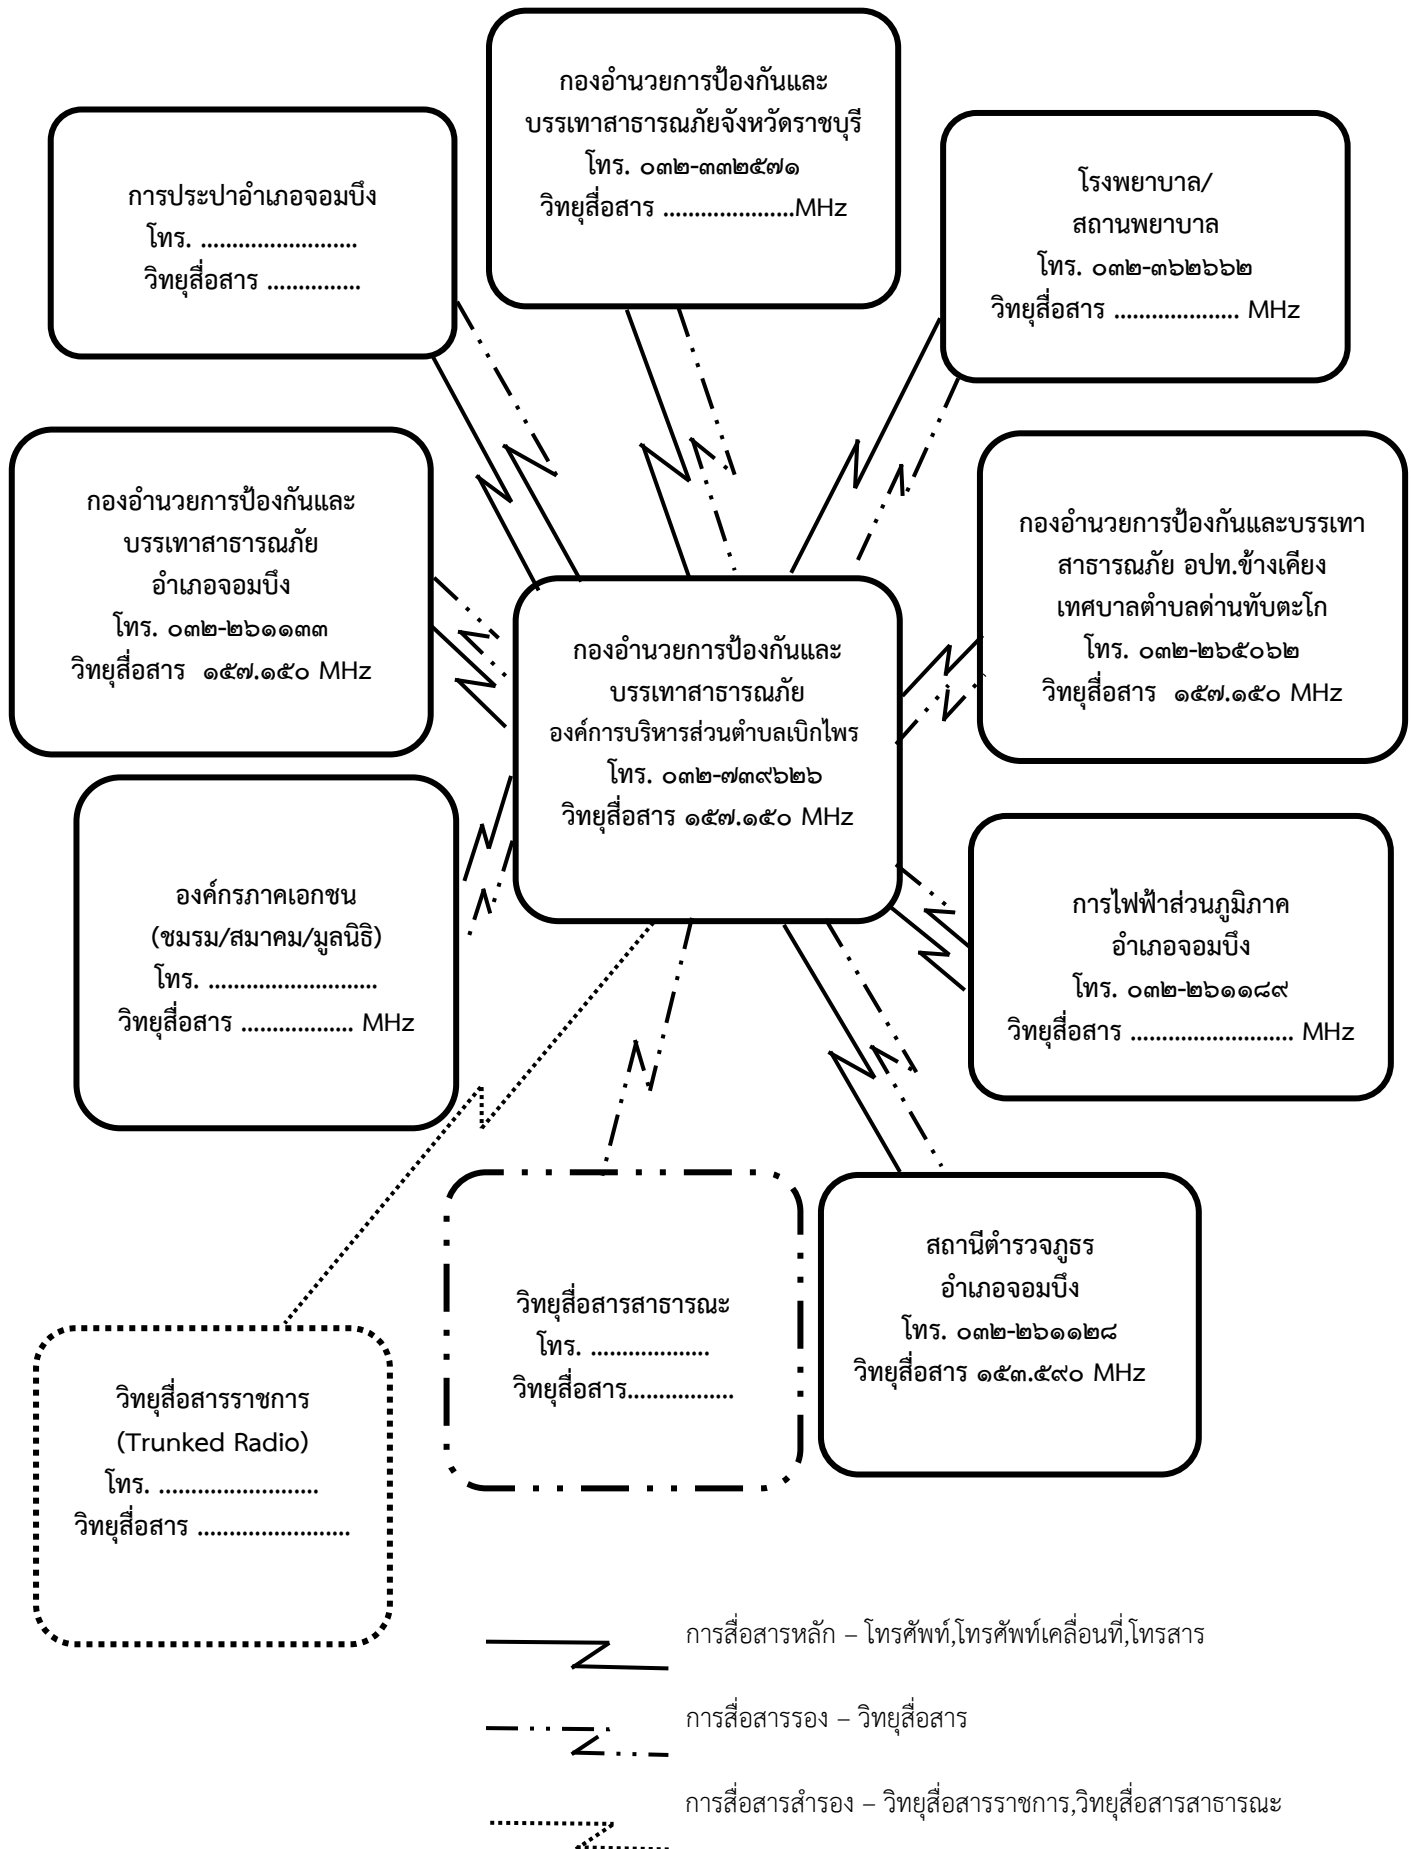 กองอำนวยการป้องกันและ
บรรเทาสาธารณภัยจังหวัดราชบุรี
โทร. ๐๓๒-๓๓๒๕๗๑
วิทยุสื่อสาร .....................MHz
การประปาอำเภอจอมบึง
โทร. .........................
วิทยุสื่อสาร ...............
โรงพยาบาล/
สถานพยาบาล
โทร. ๐๓๒-๓๖๒๖๖๒
วิทยุสื่อสาร .................... MHz
กองอำนวยการป้องกันและ
บรรเทาสาธารณภัย
อำเภอจอมบึง
โทร. ๐๓๒-๒๖๑๑๓๓
วิทยุสื่อสาร ๑๕๗.๑๕๐ MHz
กองอำนวยการป้องกันและบรรเทา
สาธารณภัย อปท.ข้างเคียง
เทศบาลตำบลด่านทับตะโก
โทร. ๐๓๒-๒๖๕๐๖๒
วิทยุสื่อสาร ๑๕๗.๑๕๐ MHz
กองอำนวยการป้องกันและ
บรรเทาสาธารณภัย
องค์การบริหารส่วนตำบลเบิกไพร
โทร. ๐๓๒-๗๓๙๖๒๖
วิทยุสื่อสาร ๑๕๗.๑๕๐ MHz
องค์กรภาคเอกชน
(ชมรม/สมาคม/มูลนิธิ)
โทร. ...........................
วิทยุสื่อสาร .................. MHz
การไฟฟ้าส่วนภูมิภาค
อำเภอจอมบึง
โทร. ๐๓๒-๒๖๑๑๘๙
วิทยุสื่อสาร .......................... MHz
วิทยุสื่อสารสาธารณะ
โทร. ...................
วิทยุสื่อสาร.................
สถานีตำรวจภูธร
อำเภอจอมบึง
โทร. ๐๓๒-๒๖๑๑๒๘
วิทยุสื่อสาร ๑๕๓.๕๙๐ MHz
วิทยุสื่อสารราชการ
(Trunked Radio)
โทร. .........................
วิทยุสื่อสาร ........................
การสื่อสารหลัก – โทรศัพท์,โทรศัพท์เคลื่อนที่,โทรสาร
การสื่อสารรอง – วิทยุสื่อสาร
การสื่อสารสำรอง – วิทยุสื่อสารราชการ,วิทยุสื่อสารสาธารณะ